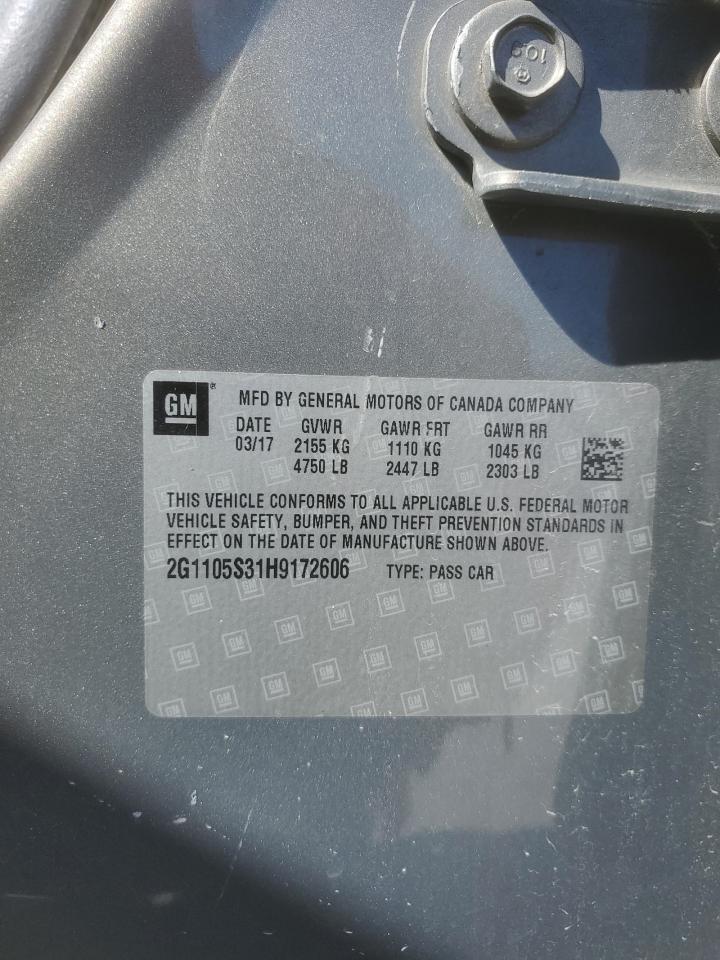 109
GM
MFD BY GENERAL MOTORS OF CANADA COMPANY
DATE GVWR GAWR FRT GAWR RR
03/17 2155 KG 1110 KG 1045 KG
4750 LB 2447 LB 2303 LB
THIS VEHICLE CONFORMS TO ALL APPLICABLE U.S. FEDERAL MOTOR
VEHICLE SAFETY, BUMPER, AND THEFT PREVENTION STANDARDS IN
EFFECT ON THE DATE OF MANUFACTURE SHOWN ABOVE.
2G1105S31H9172606 TYPE: PASS CAR